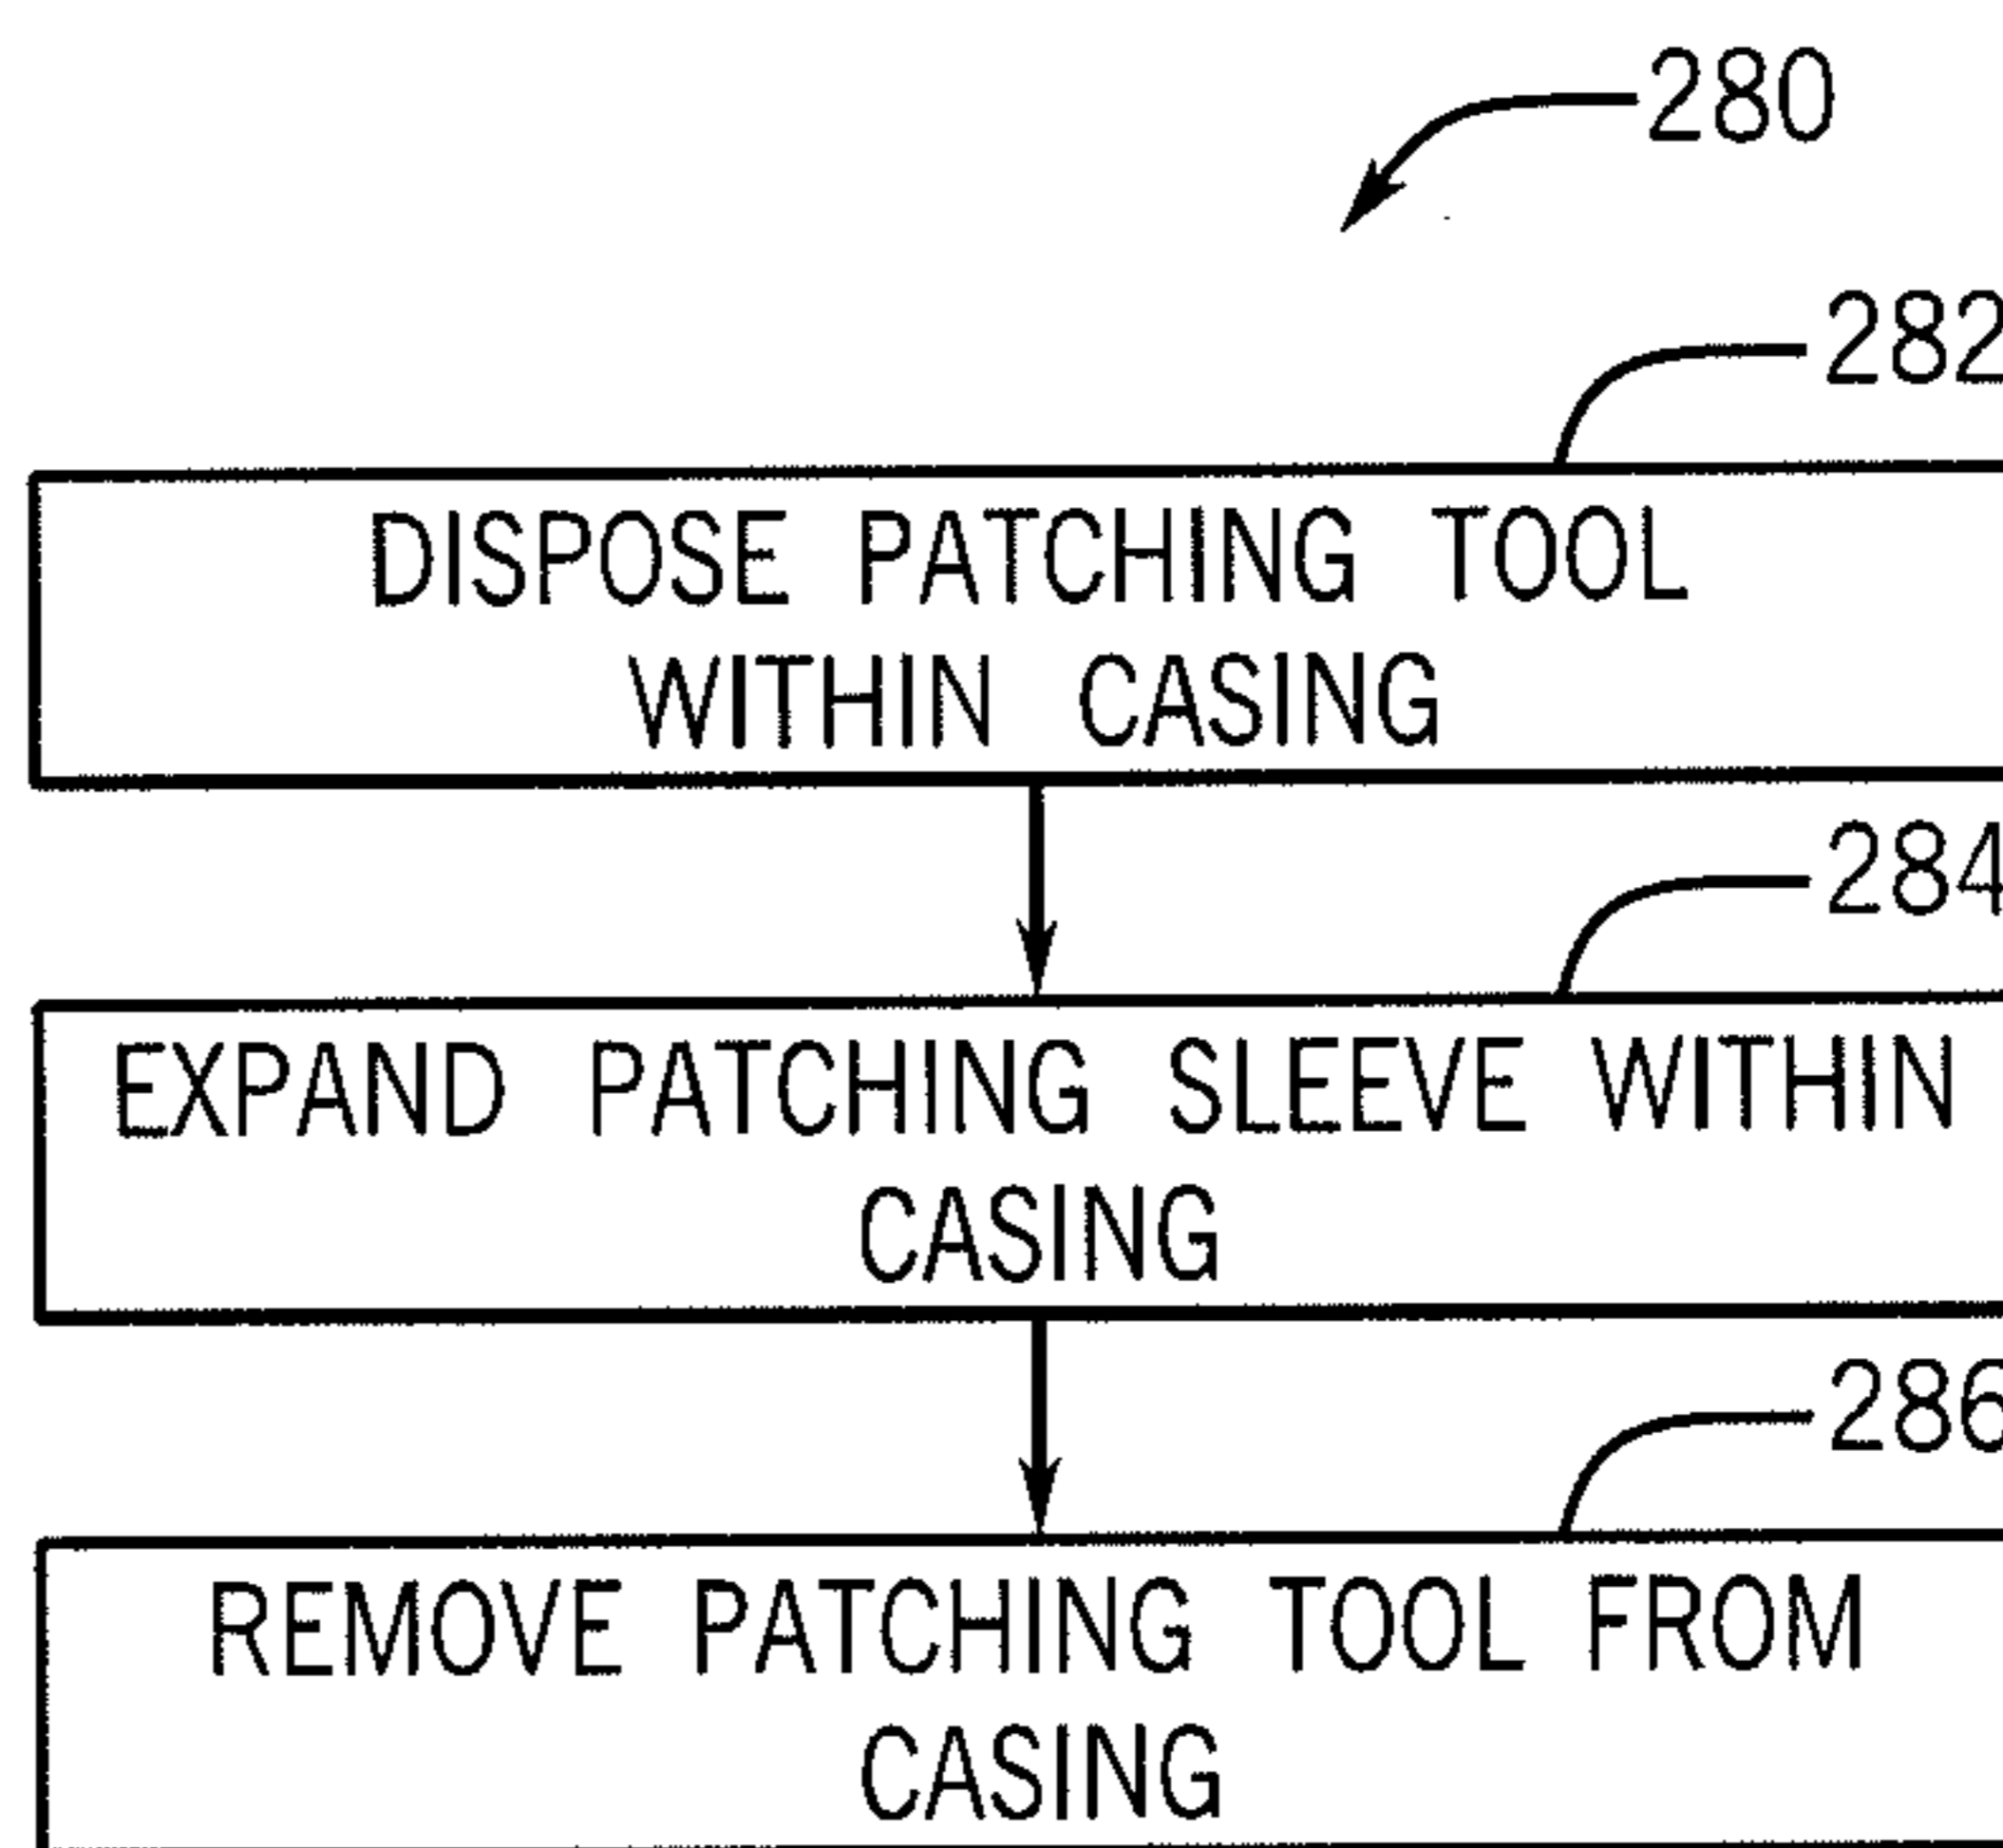 280
282
DISPOSE PATCHING TOOL
WITHIN CASING
284
EXPAND PATCHING SLEEVE WITHIN
CASING
286
REMOVE PATCHING TOOL FROM
CASING